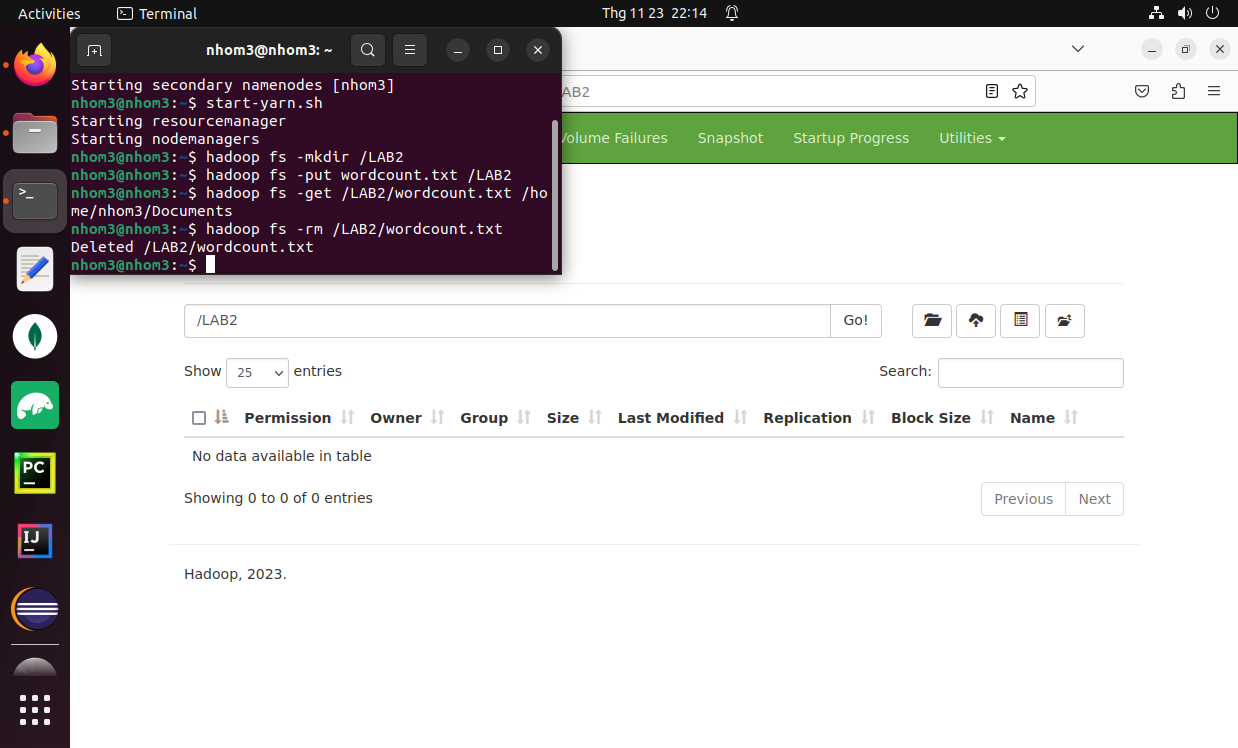 Activities Terminal Thg 11 23 22:14
nhom3@nhom3: ~
Starting secondary namenodes [nhom3]
nhom3@nhom3:~$ start-yarn.sh
Starting resourcemanager
Starting nodemanagers
nhom3@nhom3:~$ hadoop fs -mkdir /LAB2
nhom3@nhom3:~$ hadoop fs -put wordcount.txt /LAB2
nhom3@nhom3:~$ hadoop fs -get /LAB2/wordcount.txt /ho
me/nhom3/Documents
nhom3@nhom3:~$ hadoop fs -rm /LAB2/wordcount.txt
Deleted /LAB2/wordcount.txt
nhom3@nhom3:~$
AB2
Volume Failures Snapshot Startup Progress Utilities
/LAB2 Go!
Show 25 entries Search:
Permission Owner Group Size Last Modified Replication Block Size Name
No data available in table
Showing 0 to 0 of 0 entries Previous Next
Hadoop, 2023.
>_
PC
IJ